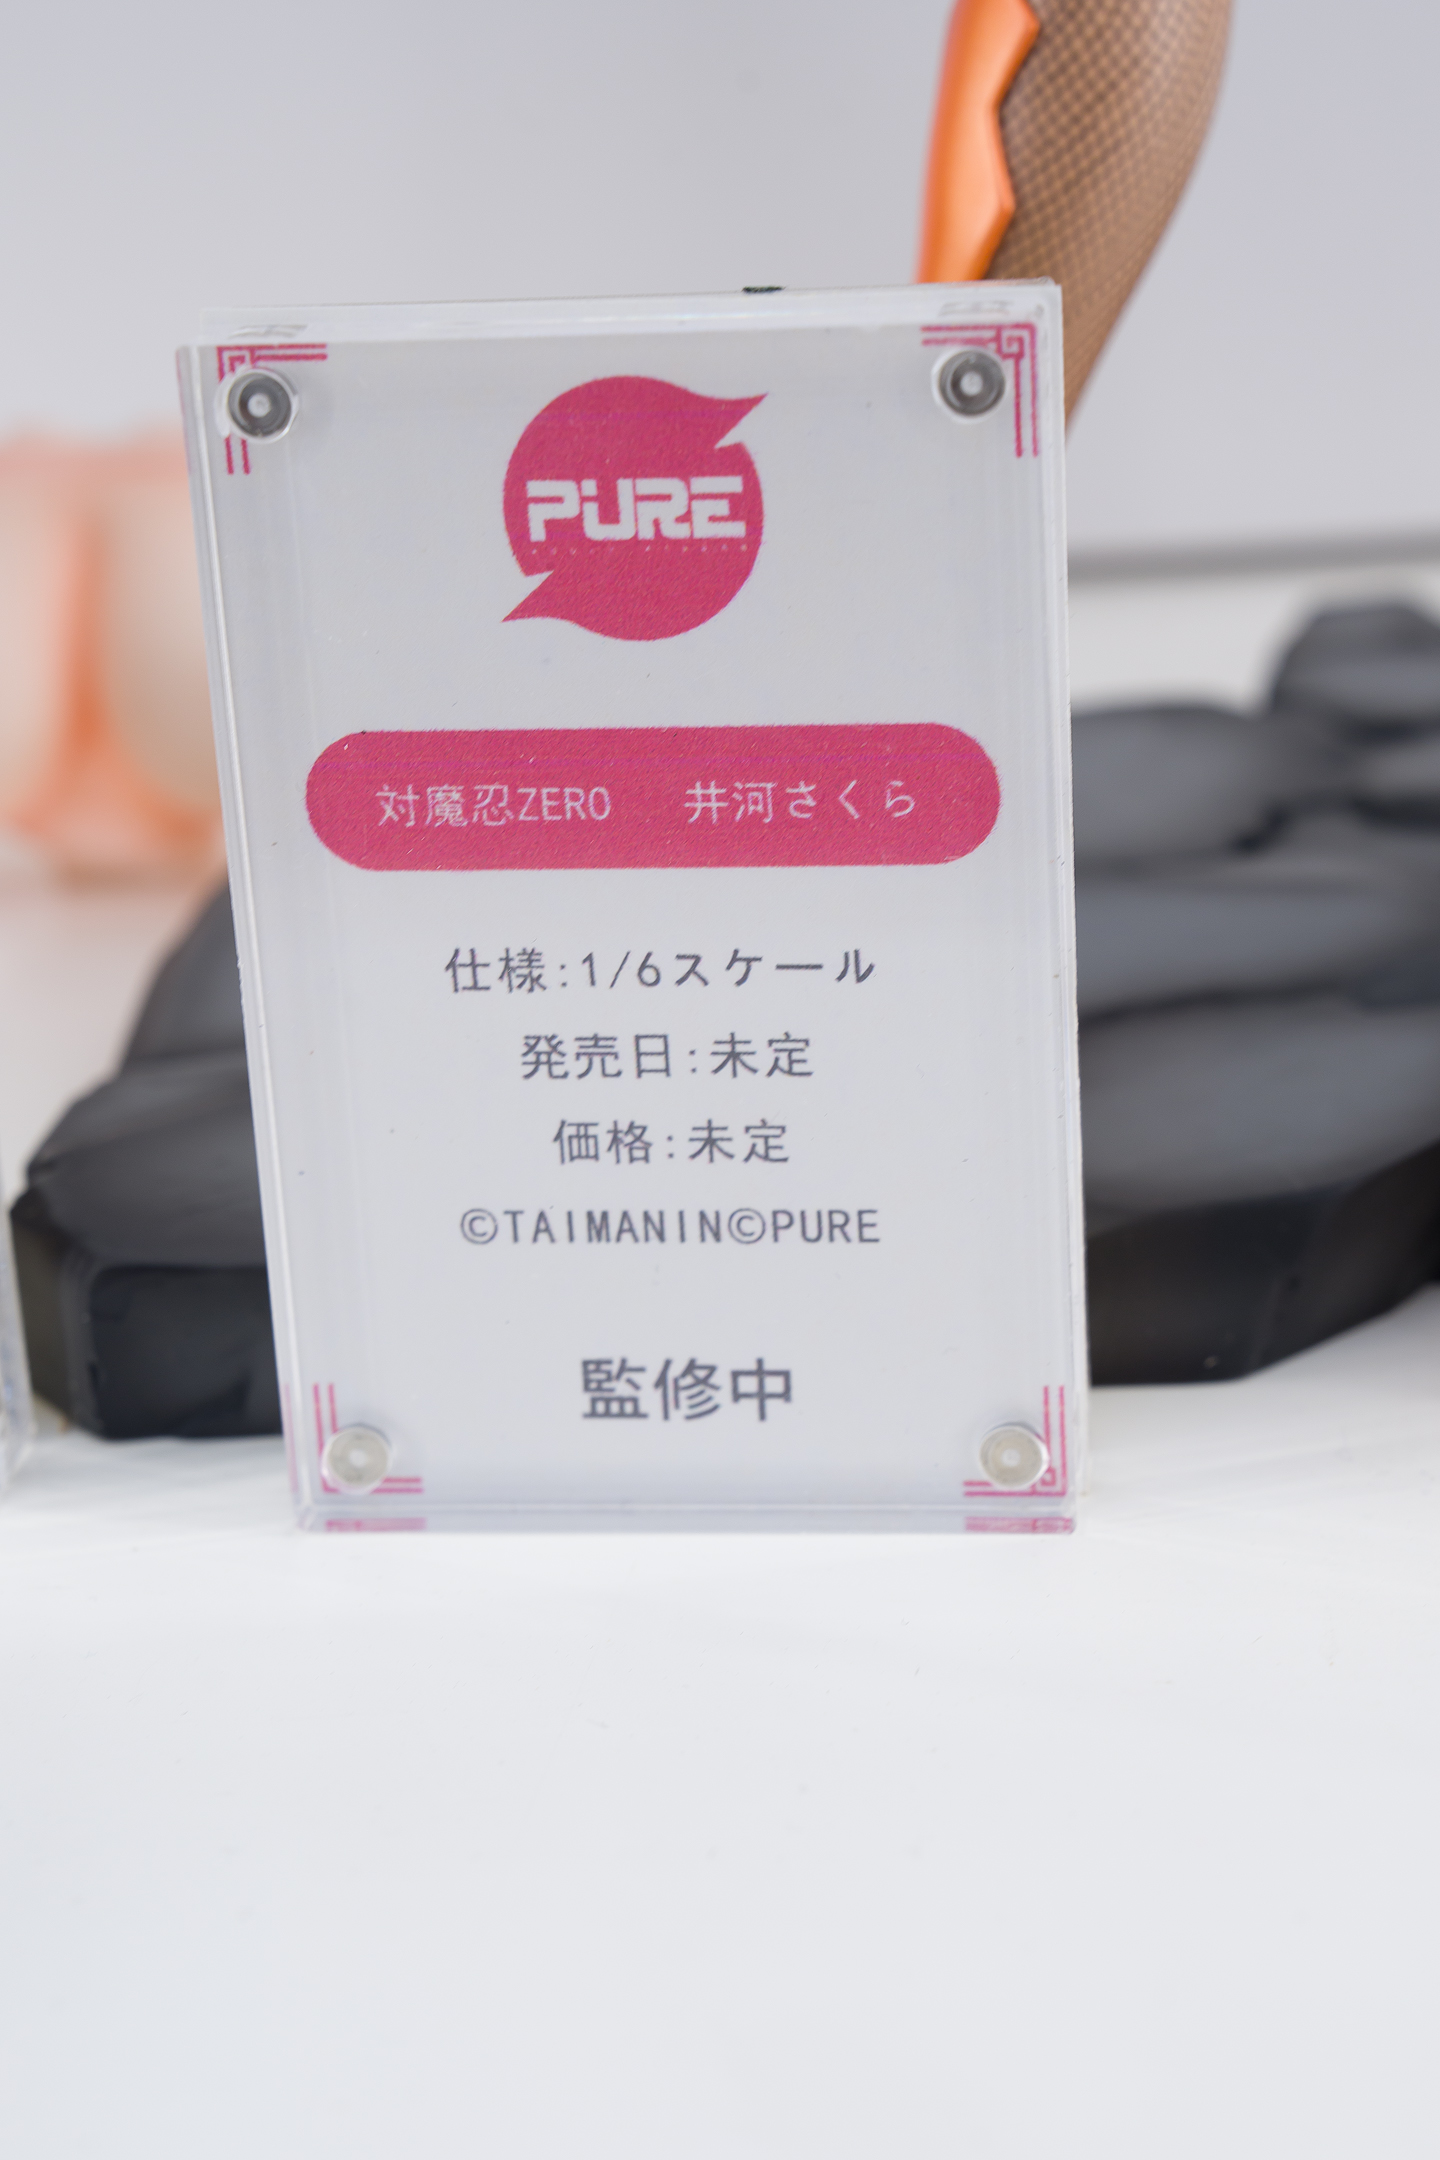 PURE
対魔忍ZERO 井河さくら
仕様:1/6スケール
発売日:未定
価格:未定
©TAIMANIN©PURE
監修中